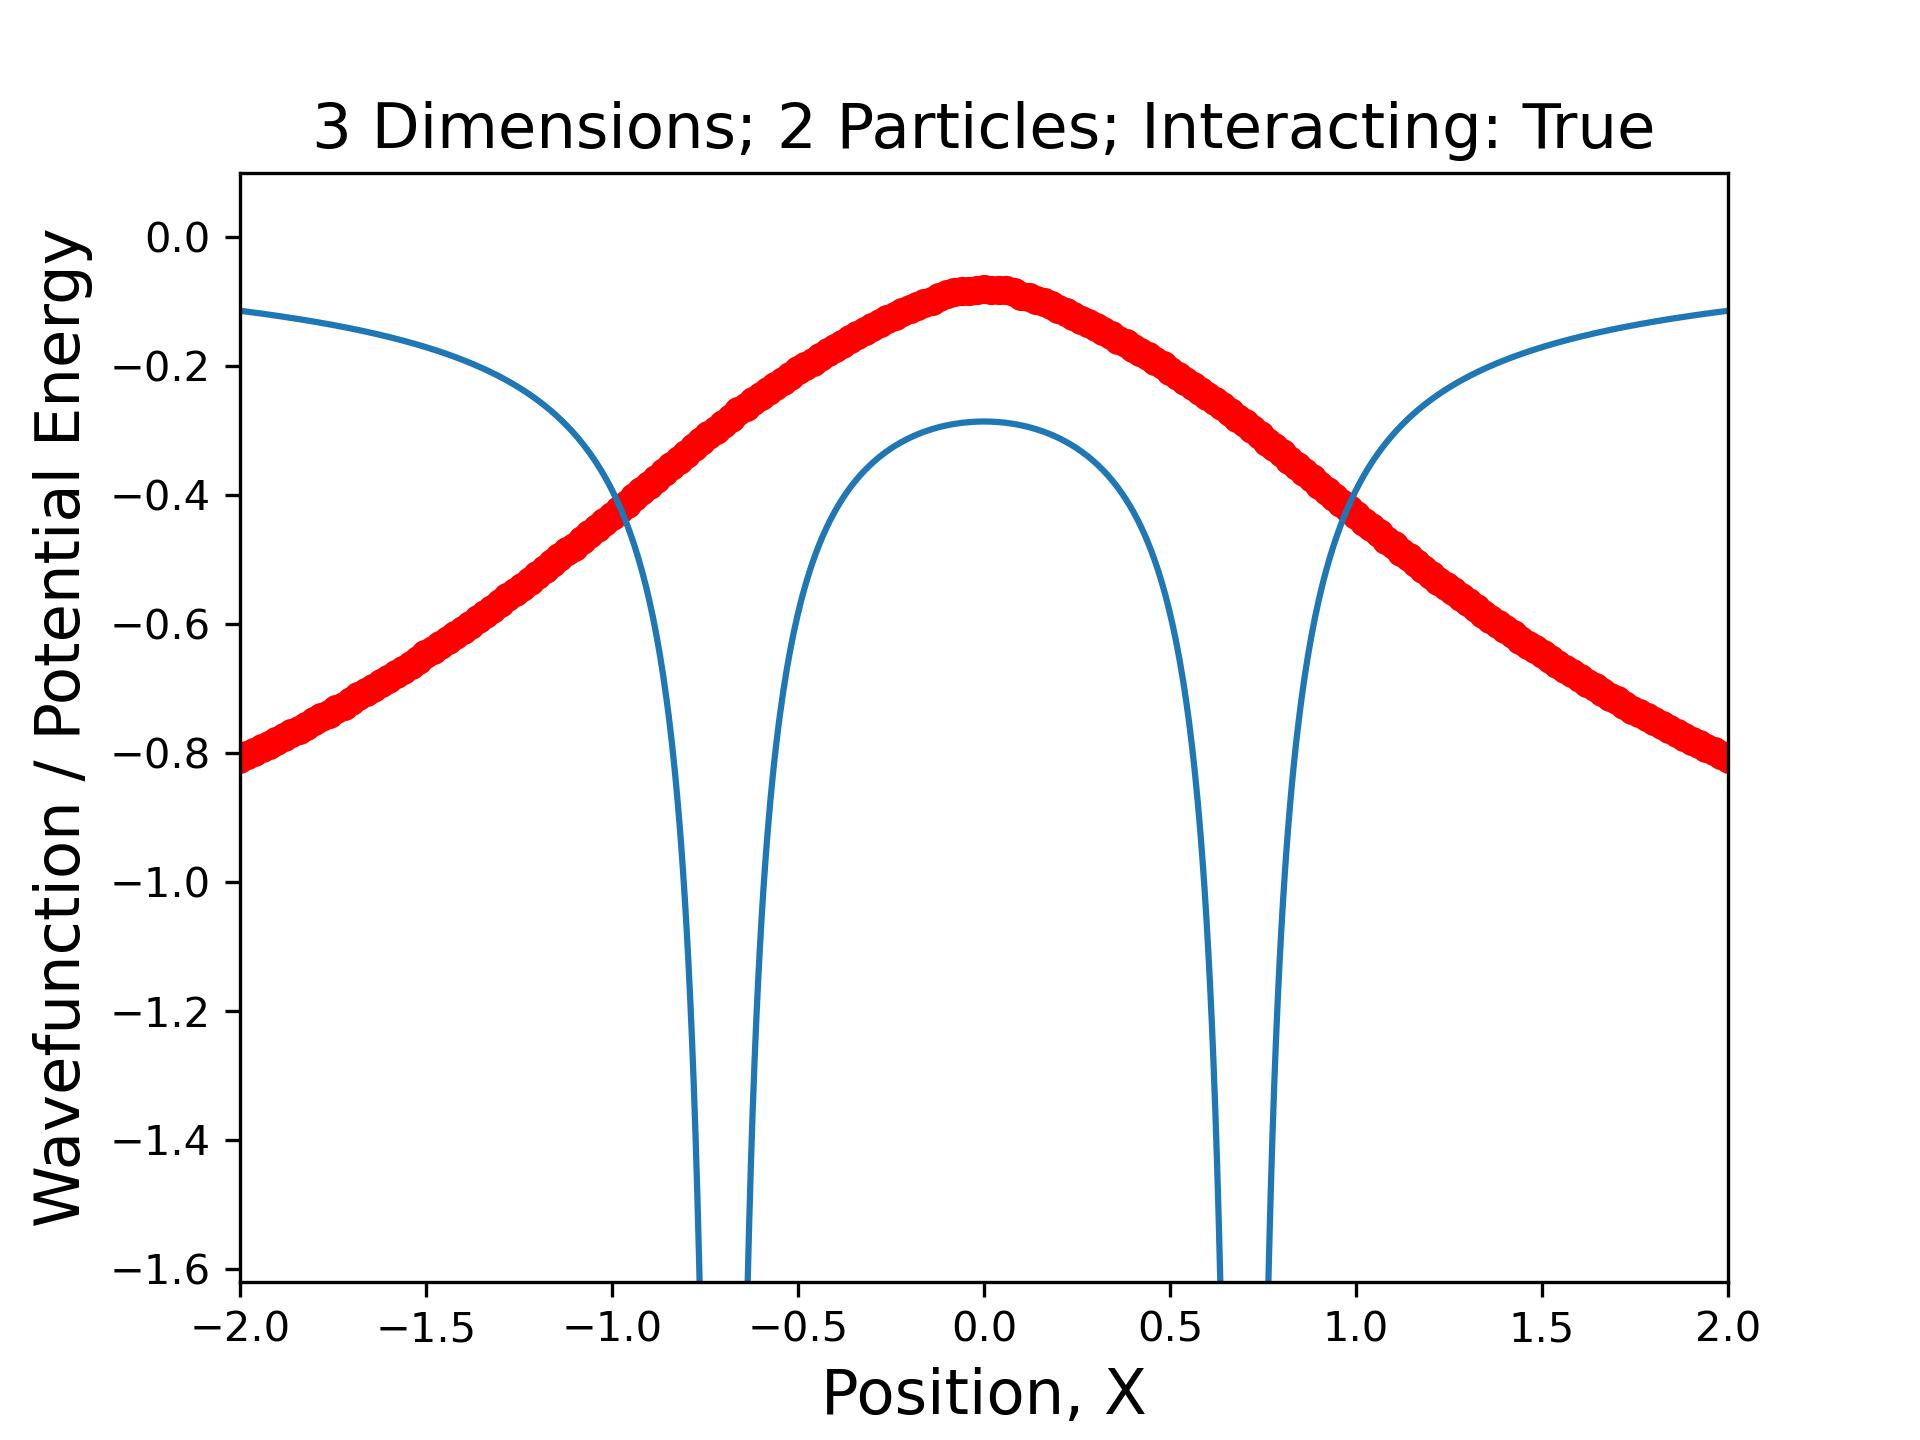 3 Dimensions; 2 Particles; Interacting: True
Wavefunction / Potential Energy
0.0
−0.2
−0.4
−0.6
−0.8
−1.0
−1.2
−1.4
−1.6
−2.0 −1.5 −1.0 −0.5 0.0 0.5 1.0 1.5 2.0
Position, X